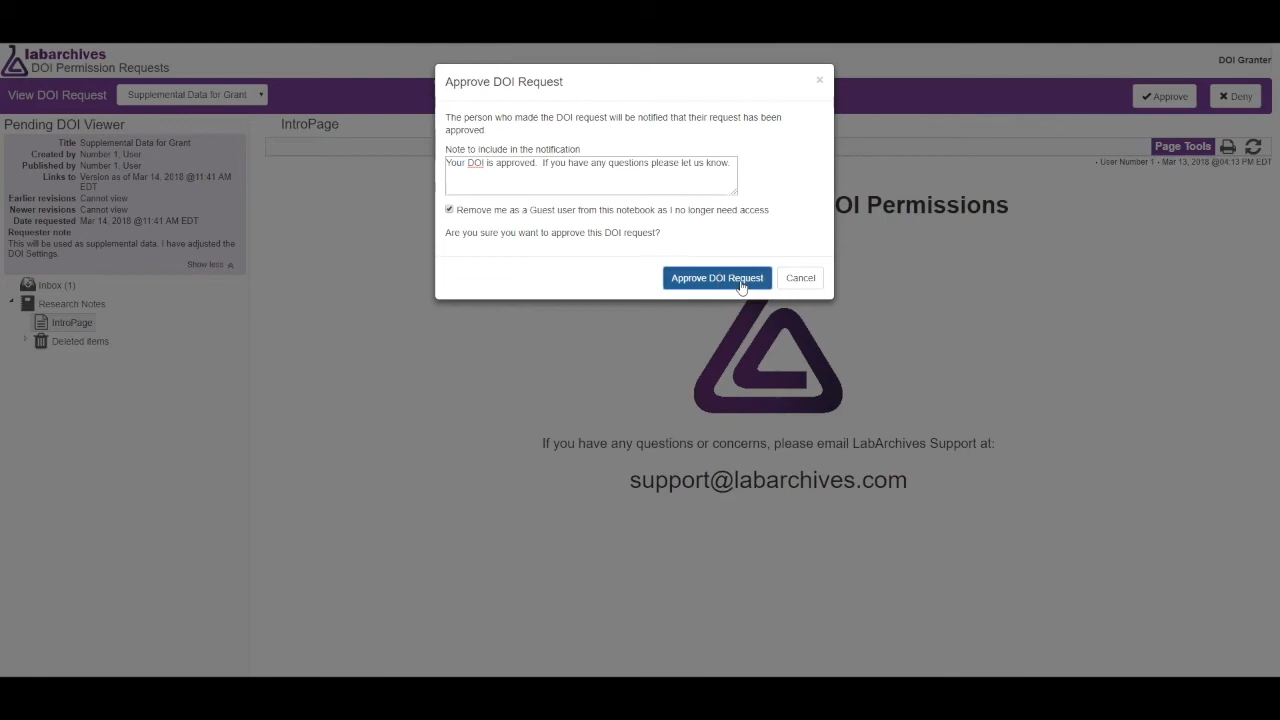 labarchives
DOI Permission Requests
DOI Granter
View DOI Request
Supplemental Data for Grant
Approve
Deny
Pending DOI Viewer
Title Supplemental Data for Grant
Created by Number 1, User
Published by Number 1, User
Links to Version as of Mar 14, 2018 @11:41 AM
EDT
Earlier revisions Cannot view
Newer revisions Cannot view
Date requested Mar 14, 2018 @11:41 AM EDT
Requester note
This will be used as supplemental data. I have adjusted the
DOI Settings.
Show less
Inbox (1)
Research Notes
IntroPage
Deleted items
IntroPage
Page Tools
- User Number 1 - Mar 13, 2018 @04:13 PM EDT
OI Permissions
Approve DOI Request
×
The person who made the DOI request will be notified that their request has been
approved.
Note to include in the notification
Your DOI is approved. If you have any questions please let us know.
Remove me as a Guest user from this notebook as I no longer need access
Are you sure you want to approve this DOI request?
Approve DOI Request
Cancel
If you have any questions or concerns, please email LabArchives Support at:
support@labarchives.com